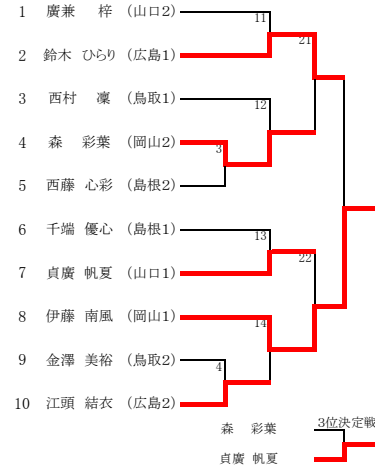 1 廣兼 梓 (山口2)
11
21
2 鈴木 ひらり (広島1)
3 西村 凜 (鳥取1)
12
4 森 彩葉 (岡山2)
3
5 西藤 心彩 (島根2)
6 千端 優心 (島根1)
13
22
7 貞廣 帆夏 (山口1)
8 伊藤 南風 (岡山1)
14
9 金澤 美裕 (鳥取2)
4
10 江頭 結衣 (広島2)
森 彩葉 3位決定戦
貞廣 帆夏